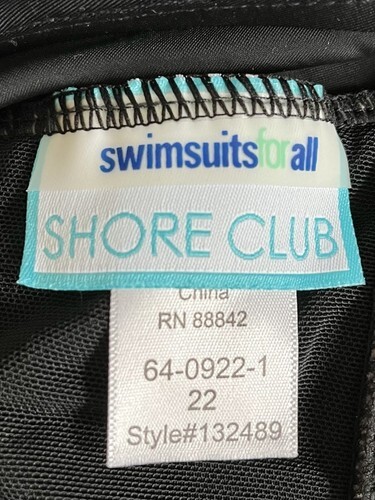 swimsuitsforall
SHORE CLUB
China
RN 88842
64-0922-1
22
Style#132489